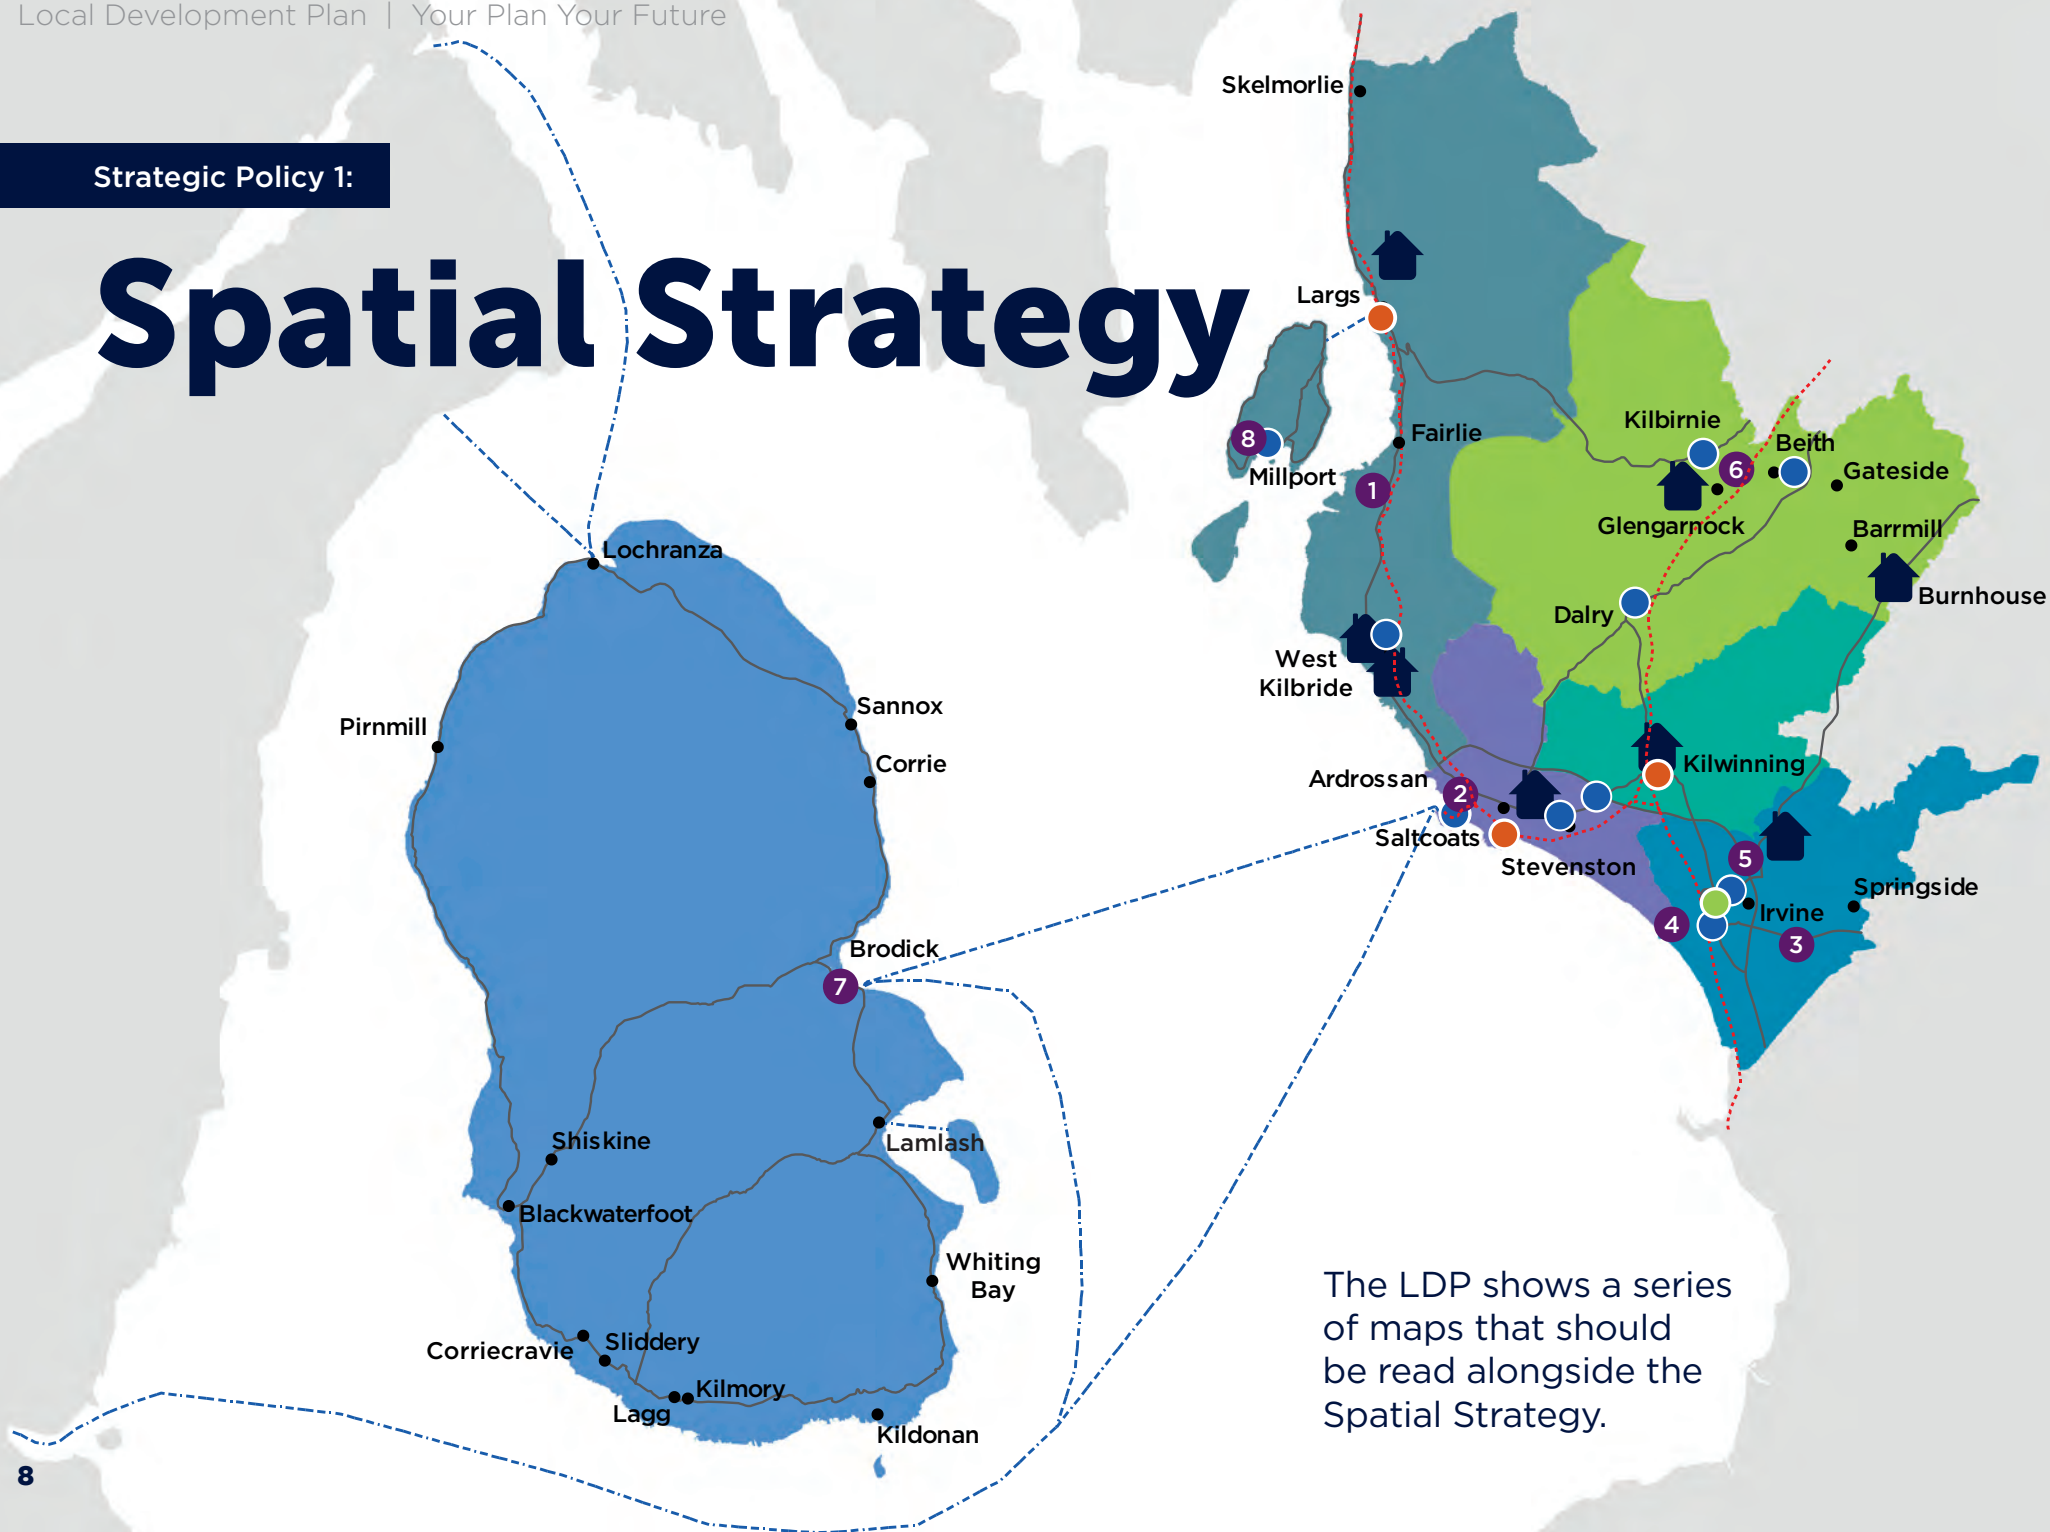 Local Development Plan | Your Plan Your Future
Strategic Policy 1:
Spatial Strategy
Skelmorlie
Largs
Fairlie
8
Millport
1
Kilbirnie
Beith
6
Gateside
Glengarnock
Barrmill
Burnhouse
Dalry
West
Kilbride
Kilwinning
Ardrossan
2
Saltcoats
Stevenston
5
Springside
Irvine
4
3
Lochranza
Sannox
Pirnmill
Corrie
Brodick
7
Shiskine
Lamlash
Blackwaterfoot
Whiting
Bay
Corriecravie
Sliddery
Kilmory
Lagg
Kildonan
The LDP shows a series
of maps that should
be read alongside the
Spatial Strategy.
8